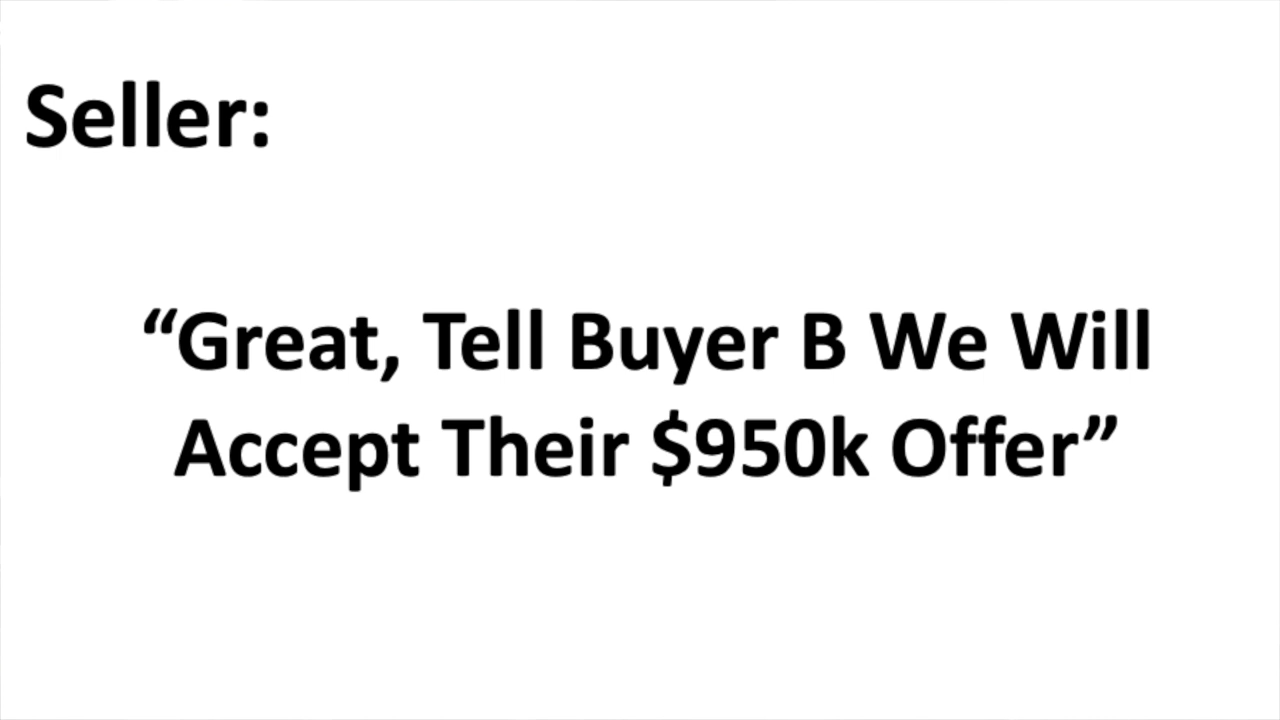 Seller:
“Great, Tell Buyer B We Will
Accept Their $950k Offer”